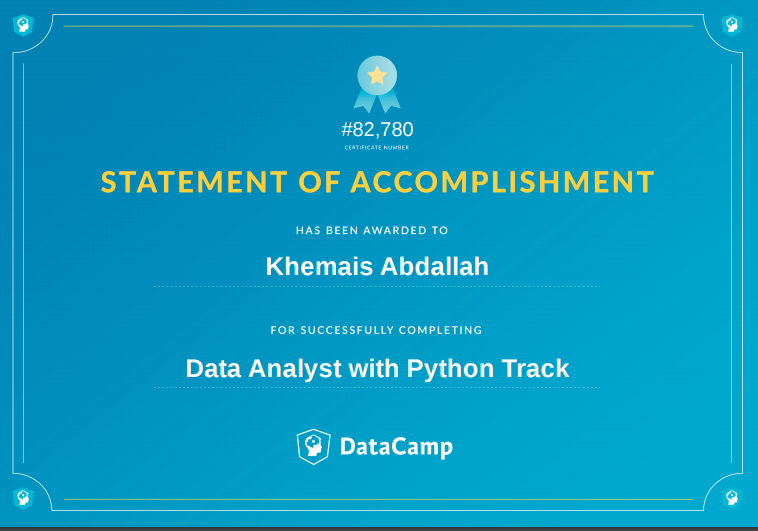 #82,780
CERTIFICATE NUMBER
STATEMENT OF ACCOMPLISHMENT
HAS BEEN AWARDED TO
Khemais Abdallah
FOR SUCCESSFULLY COMPLETING
Data Analyst with Python Track
DataCamp